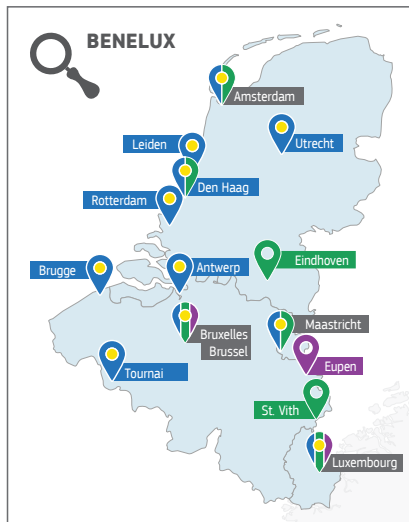 BENELUX
Amsterdam
Leiden
Utrecht
Den Haag
Rotterdam
Eindhoven
Brugge
Antwerp
Bruxelles
Brussel
Maastricht
Tournai
Eupen
St. Vith
Luxembourg